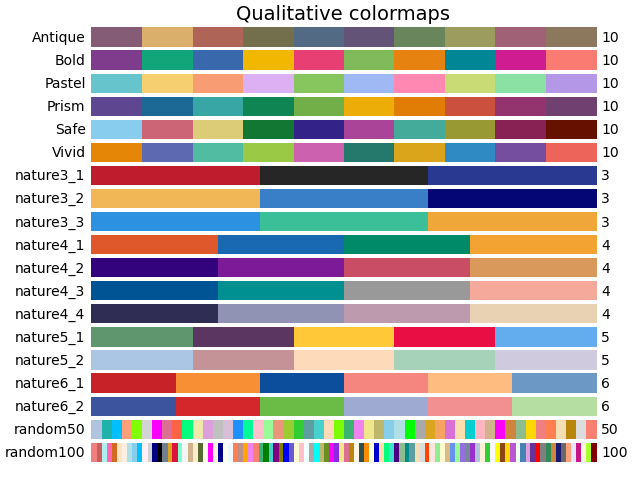 Qualitative colormaps
Antique 10
Bold 10
Pastel 10
Prism 10
Safe 10
Vivid 10
nature3_1 3
nature3_2 3
nature3_3 3
nature4_1 4
nature4_2 4
nature4_3 4
nature4_4 4
nature5_1 5
nature5_2 5
nature6_1 6
nature6_2 6
random50 50
random100 100